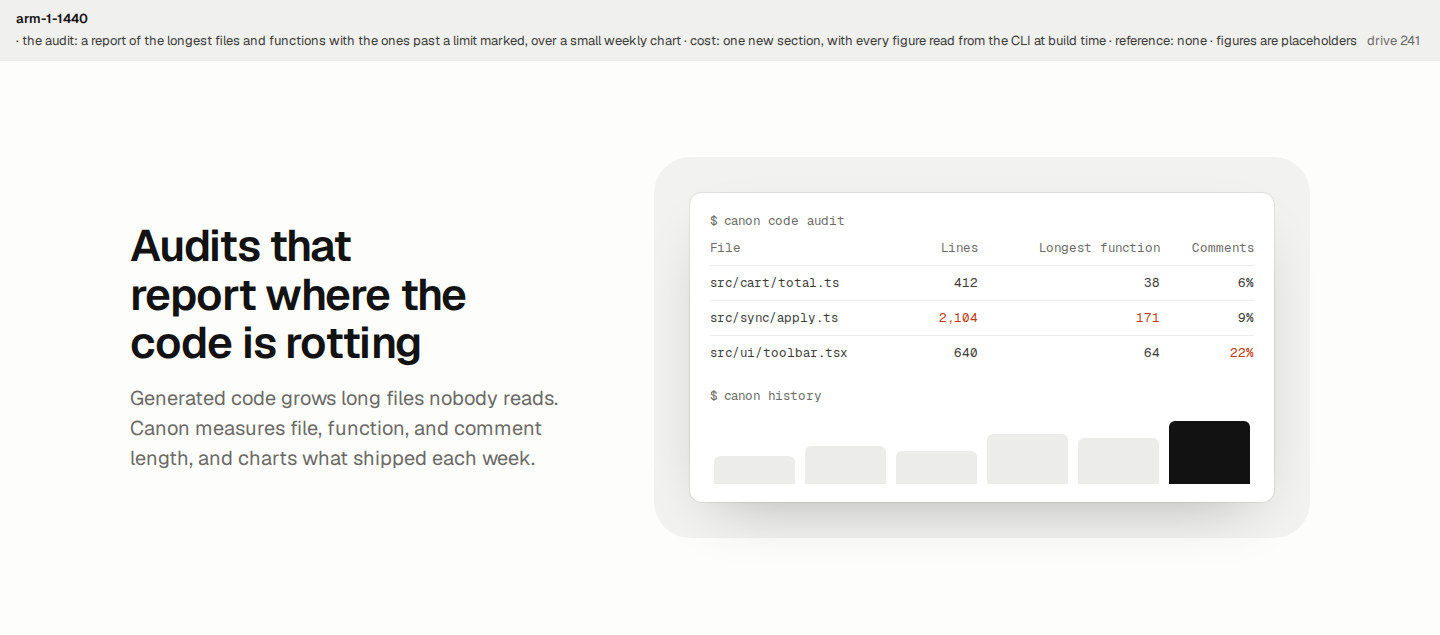 arm-1-1440
· the audit: a report of the longest files and functions with the ones past a limit marked, over a small weekly chart · cost: one new section, with every figure read from the CLI at build time · reference: none · figures are placeholders drive 241
Audits that
report where the
code is rotting
Generated code grows long files nobody reads.
Canon measures file, function, and comment
length, and charts what shipped each week.
$ canon code audit
File Lines Longest function Comments
src/cart/total.ts 412 38 6%
src/sync/apply.ts 2,104 171 9%
src/ui/toolbar.tsx 640 64 22%
$ canon history